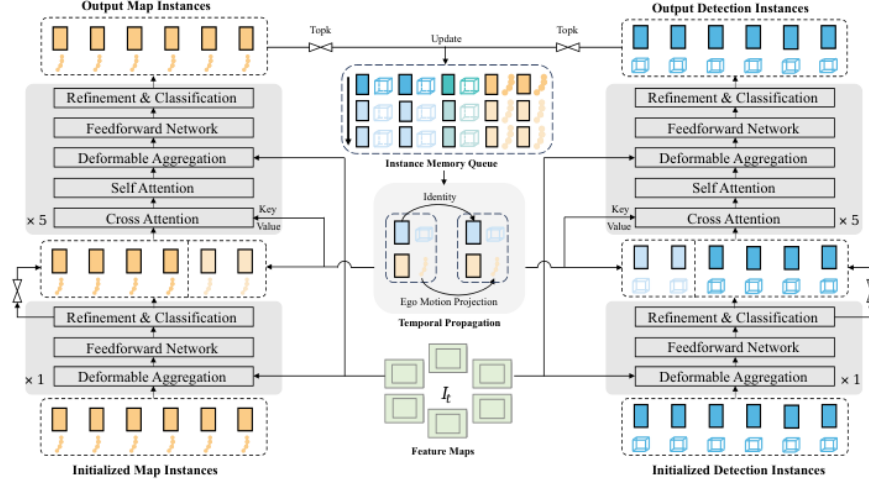 Output Map Instances
Topk
Update
Topk
Output Detection Instances
Refinement & Classification
Feedforward Network
Deformable Aggregation
Self Attention
Cross Attention
× 5
Key
Value
Instance Memory Queue
Identity
Ego Motion Projection
Temporal Propagation
Refinement & Classification
Feedforward Network
Deformable Aggregation
Self Attention
Cross Attention
× 5
Key
Value
Refinement & Classification
Feedforward Network
Deformable Aggregation
× 1
I_t
Feature Maps
Refinement & Classification
Feedforward Network
Deformable Aggregation
× 1
Initialized Map Instances
Initialized Detection Instances